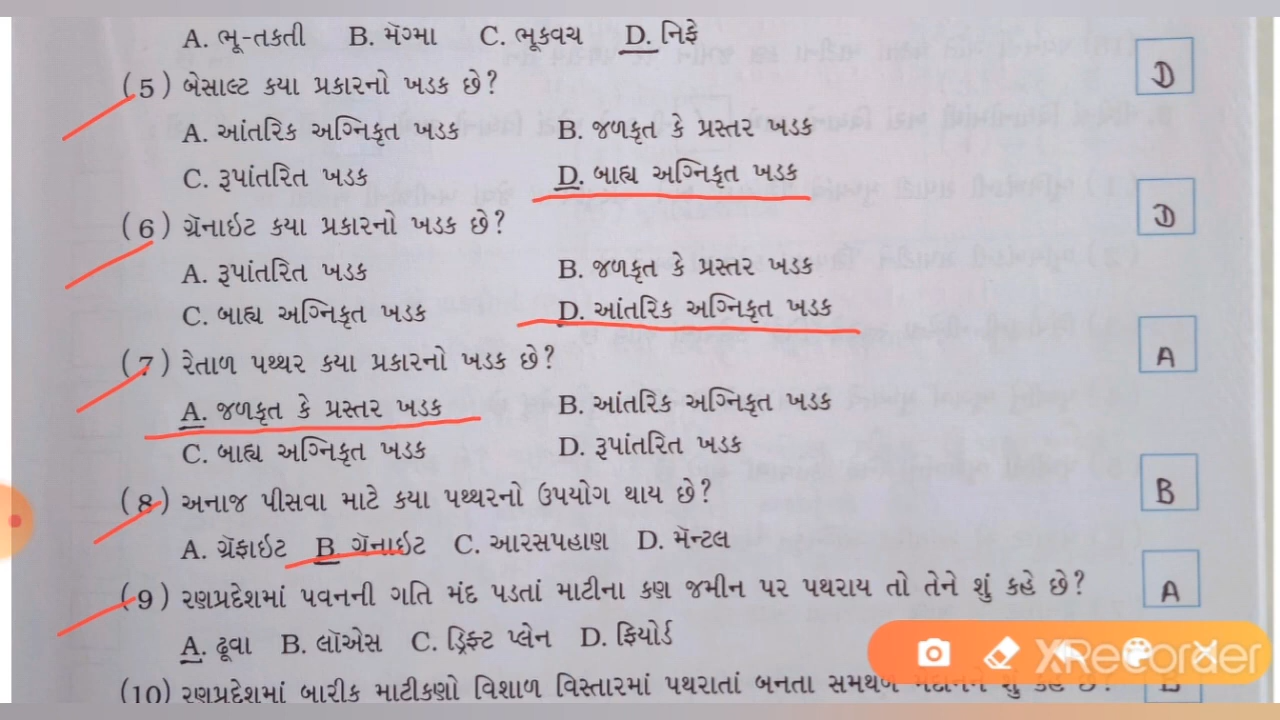 A. ભૂ-તકતી B. મૅગ્મા C. ભૂકવચ D. નિફે
D
(5) બેસાલ્ટ કયા પ્રકારનો ખડક છે?
A. આંતરિક અગ્નિકૃત ખડક B. જળકૃત કે પ્રસ્તર ખડક
C. રૂપાંતરિત ખડક D. બાહ્ય અગ્નિકૃત ખડક
D
(6) ગ્રૅનાઇટ કયા પ્રકારનો ખડક છે?
A. રૂપાંતરિત ખડક B. જળકૃત કે પ્રસ્તર ખડક
C. બાહ્ય અગ્નિકૃત ખડક D. આંતરિક અગ્નિકૃત ખડક
A
(7) રેતાળ પથ્થર કયા પ્રકારનો ખડક છે?
A. જળકૃત કે પ્રસ્તર ખડક B. આંતરિક અગ્નિકૃત ખડક
C. બાહ્ય અગ્નિકૃત ખડક D. રૂપાંતરિત ખડક
B
(8) અનાજ પીસવા માટે કયા પથ્થરનો ઉપયોગ થાય છે?
A. ગ્રૅફાઇટ B. ગ્રૅનાઇટ C. આરસપહાણ D. મૅન્ટલ
A
(9) રણપ્રદેશમાં પવનની ગતિ મંદ પડતાં માટીના કણ જમીન પર પથરાય તો તેને શું કહે છે?
A. ઢૂવા B. લૉએસ C. ડ્રિફ્ટ પ્લેન D. ફિયોર્ડ
XRecorder
(10) રણપ્રદેશમાં બારીક માટીકણો વિશાળ વિસ્તારમાં પથરાતાં બનતા સમથળ મેદાનને શું કહે છે?